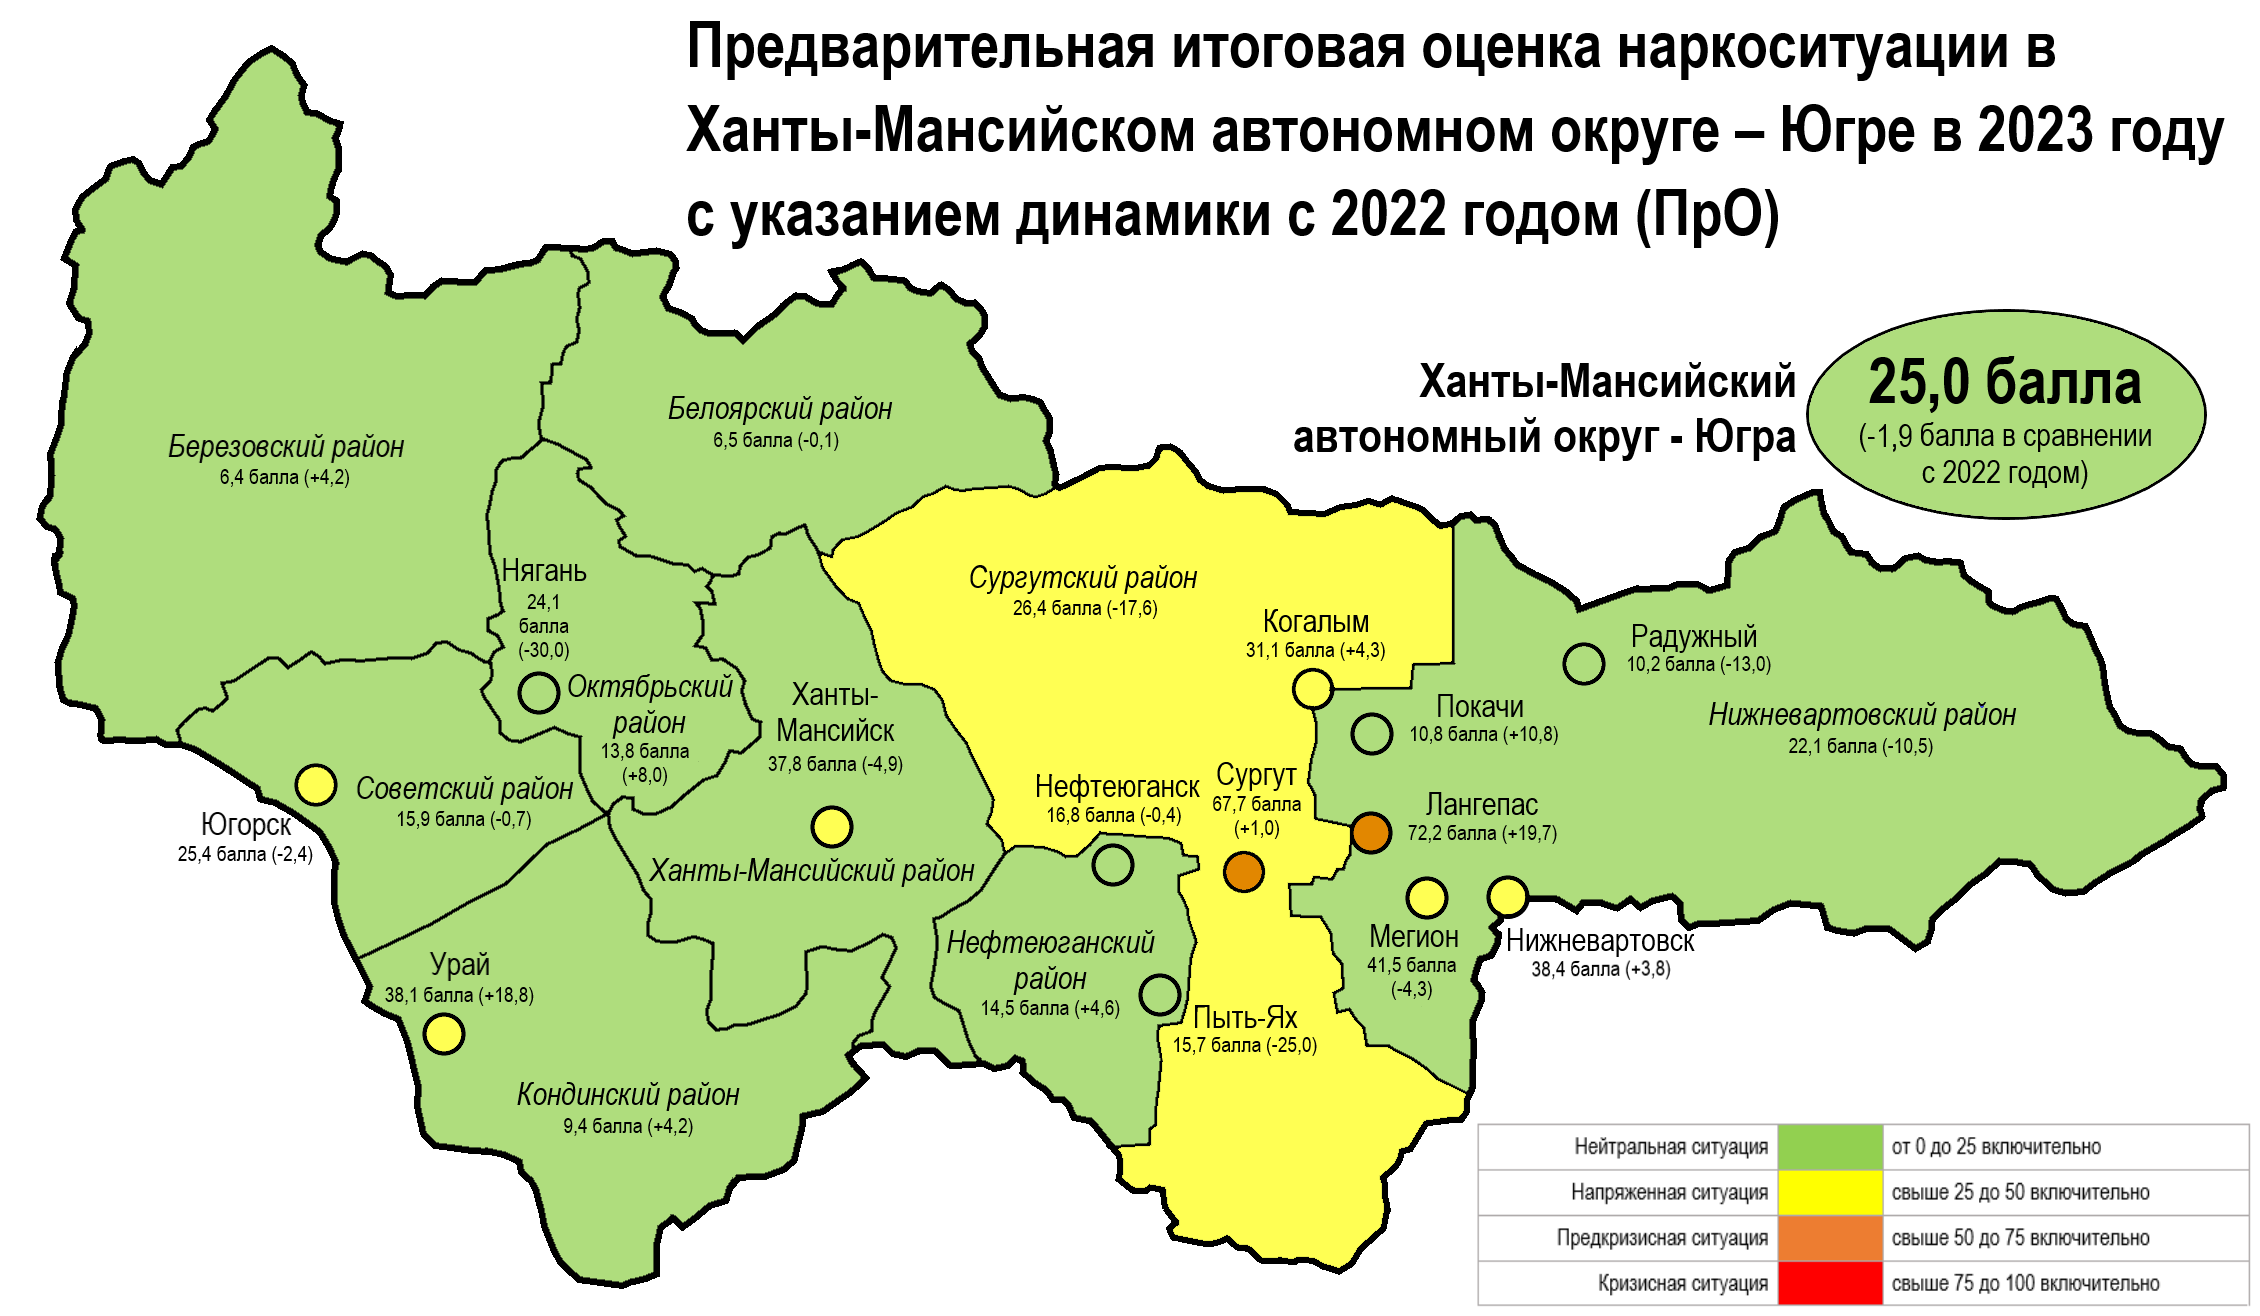 Предварительная итоговая оценка наркоситуации в
Ханты-Мансийском автономном округе – Югре в 2023 году
с указанием динамики с 2022 годом (ПрО)
Ханты-Мансийский
автономный округ - Югра
25,0 балла
(-1,9 балла в сравнении
с 2022 годом)
Березовский район
6,4 балла (+4,2)
Белоярский район
6,5 балла (-0,1)
Нягань
24,1
балла
(-30,0)
Октябрьский
район
13,8 балла
(+8,0)
Ханты-
Мансийск
37,8 балла (-4,9)
Сургутский район
26,4 балла (-17,6)
Когалым
31,1 балла (+4,3)
Радужный
10,2 балла (-13,0)
Покачи
10,8 балла (+10,8)
Нижневартовский район
22,1 балла (-10,5)
Советский район
15,9 балла (-0,7)
Югорск
25,4 балла (-2,4)
Нефтеюганск
16,8 балла (-0,4)
Сургут
67,7 балла
(+1,0)
Лангепас
72,2 балла (+19,7)
Ханты-Мансийский район
Мегион
41,5 балла
(-4,3)
Нижневартовск
38,4 балла (+3,8)
Нефтеюганский
район
14,5 балла (+4,6)
Урай
38,1 балла (+18,8)
Пыть-Ях
15,7 балла (-25,0)
Кондинский район
9,4 балла (+4,2)
Нейтральная ситуация от 0 до 25 включительно
Напряженная ситуация свыше 25 до 50 включительно
Предкризисная ситуация свыше 50 до 75 включительно
Кризисная ситуация свыше 75 до 100 включительно